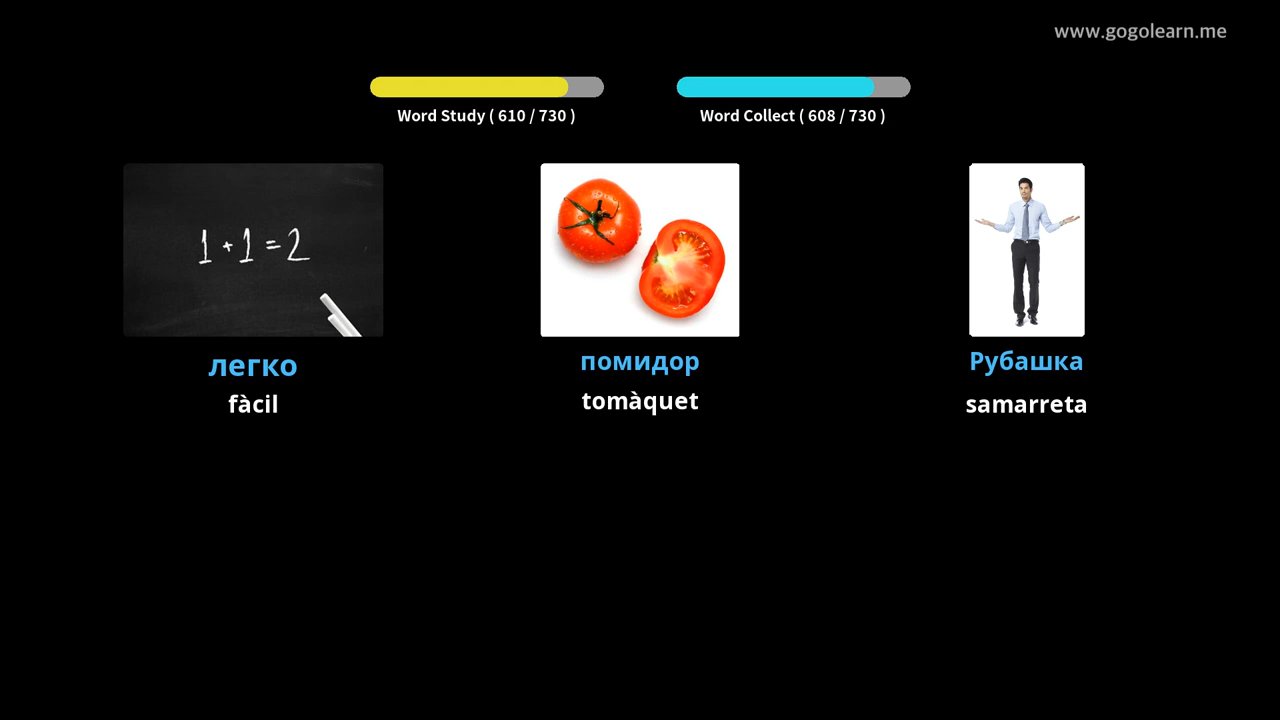 www.gogolearn.me
Word Study ( 610 / 730 )
Word Collect ( 608 / 730 )
1 + 1 = 2
легко
помидор
Рубашка
fàcil
tomàquet
samarreta